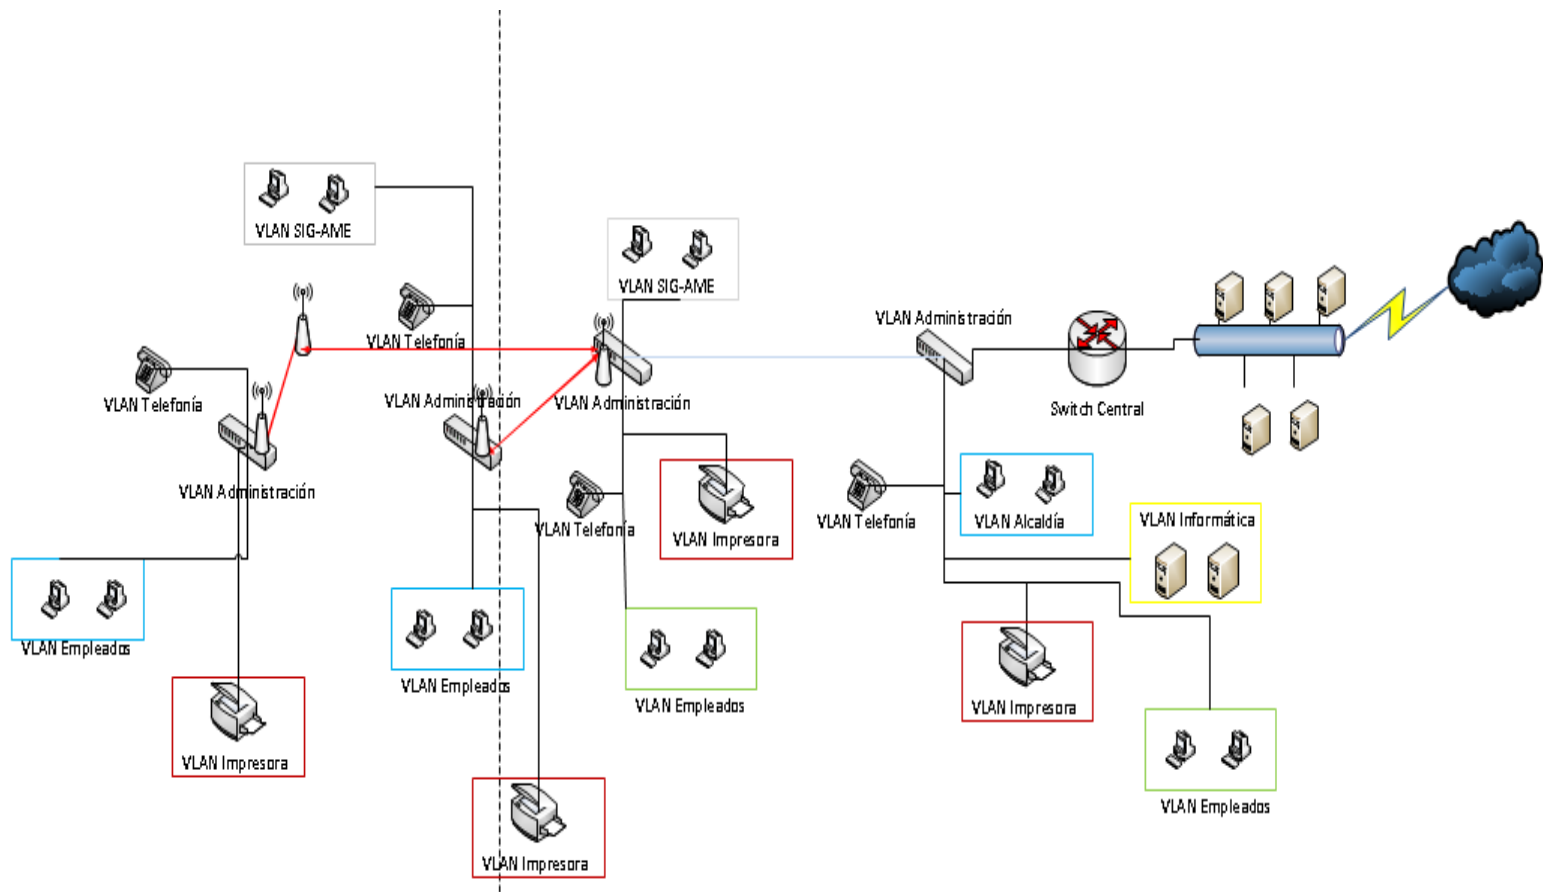 VLAN SIG-AME
VLAN SIG-AME
VLAN Administración
VLAN Telefonía
VLAN Telefonía
VLAN Administración
VLAN Administración
Switch Central
VLAN Administración
VLAN Telefonía
VLAN Telefonía
VLAN Alcaldía
VLAN Informática
VLAN Impresora
VLAN Empleados
VLAN Empleados
VLAN Empleados
VLAN Impresora
VLAN Impresora
VLAN Empleados
VLAN Impresora